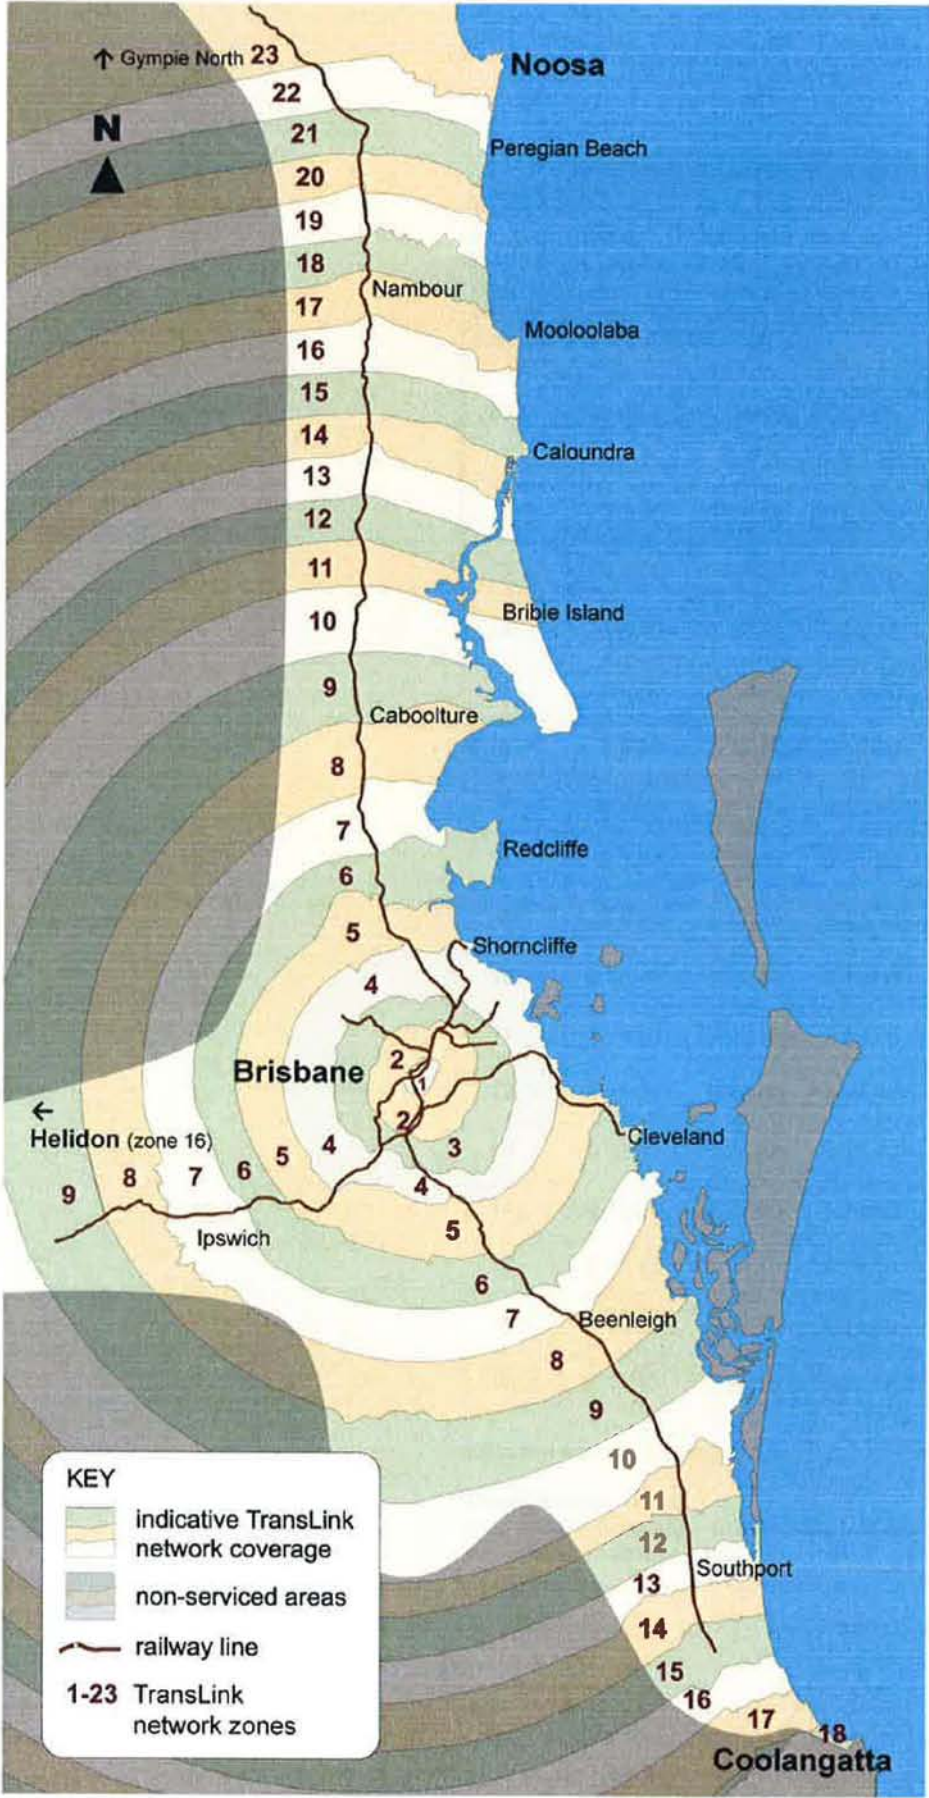 ↑ Gympie North 23
Noosa
22
N
21
Peregian Beach
20
19
18
Nambour
17
Mooloolaba
16
15
14
Caloundra
13
12
11
Bribie Island
10
9
Caboolture
8
7
Redcliffe
6
5
Shorncliffe
4
2
Brisbane
1
←
Helidon (zone 16)
2
Cleveland
3
4
5
6
7
8
9
4
Ipswich
5
6
7
Beenleigh
8
9
10
11
12
Southport
13
14
15
16
17
18
Coolangatta
KEY
indicative TransLink
network coverage
non-serviced areas
railway line
1-23 TransLink
network zones